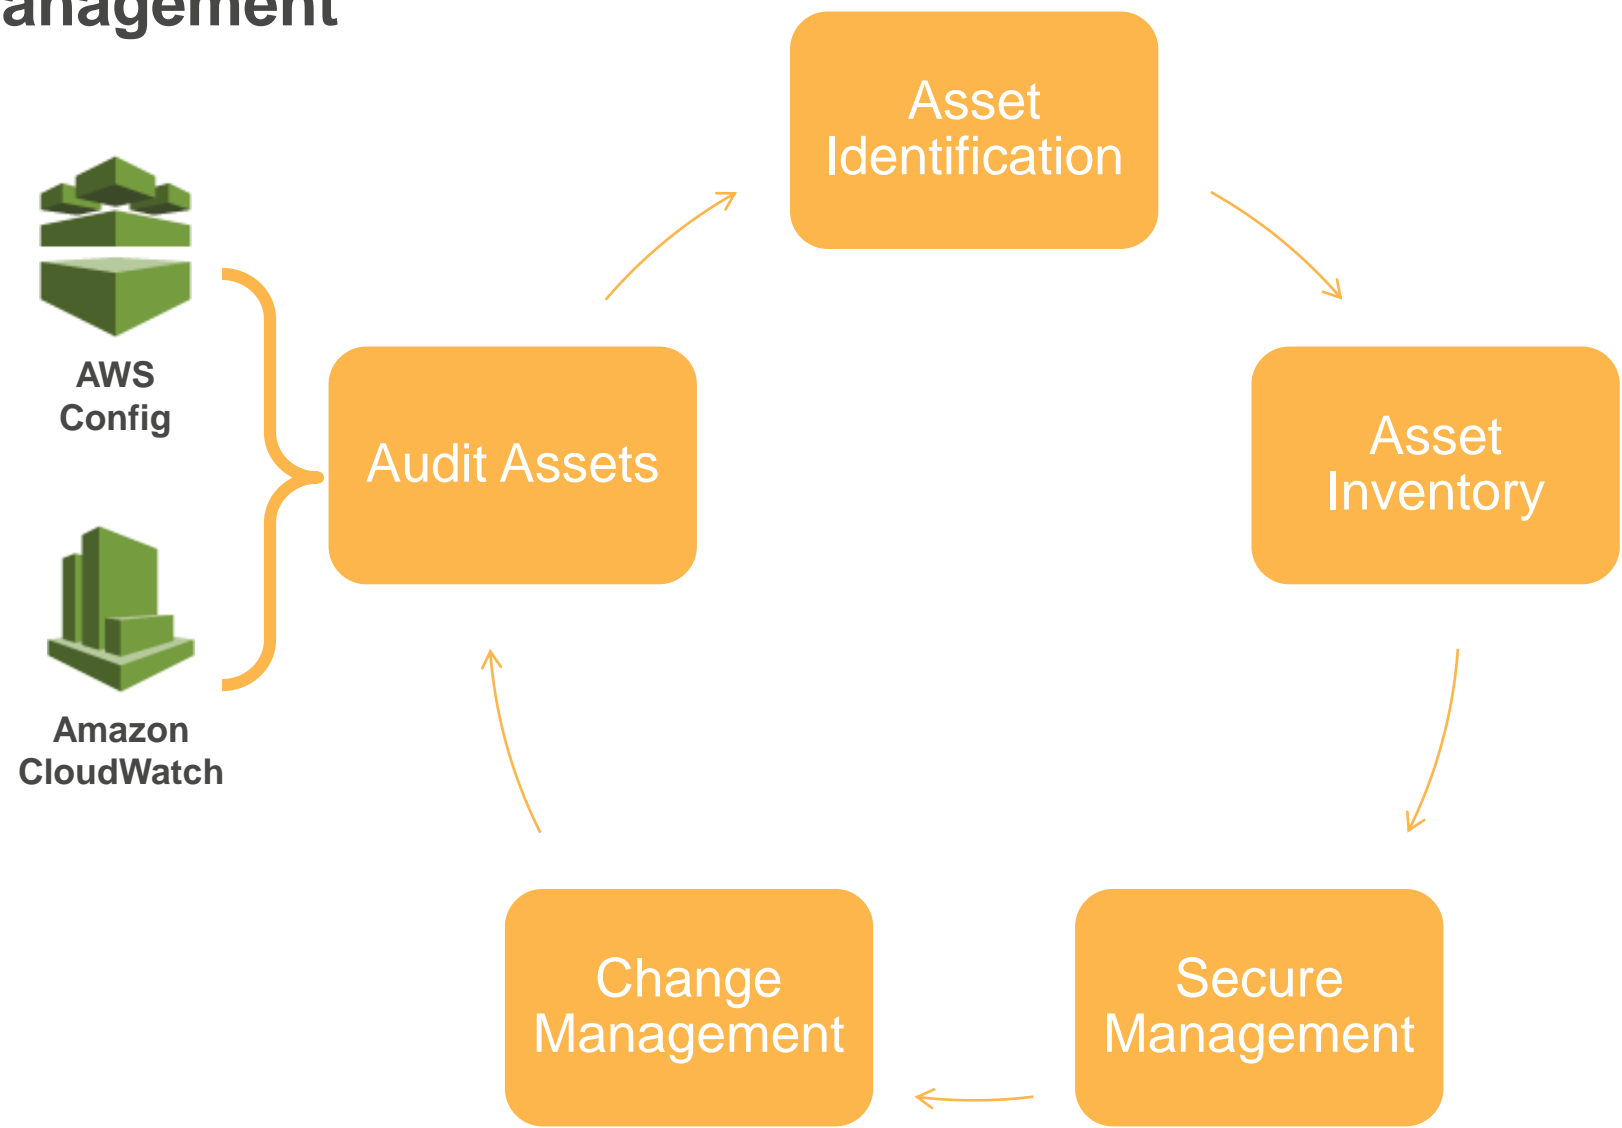 anagement
Asset
Identification
AWS
Config
Audit Assets
Asset
Inventory
Amazon
CloudWatch
Change
Management
Secure
Management